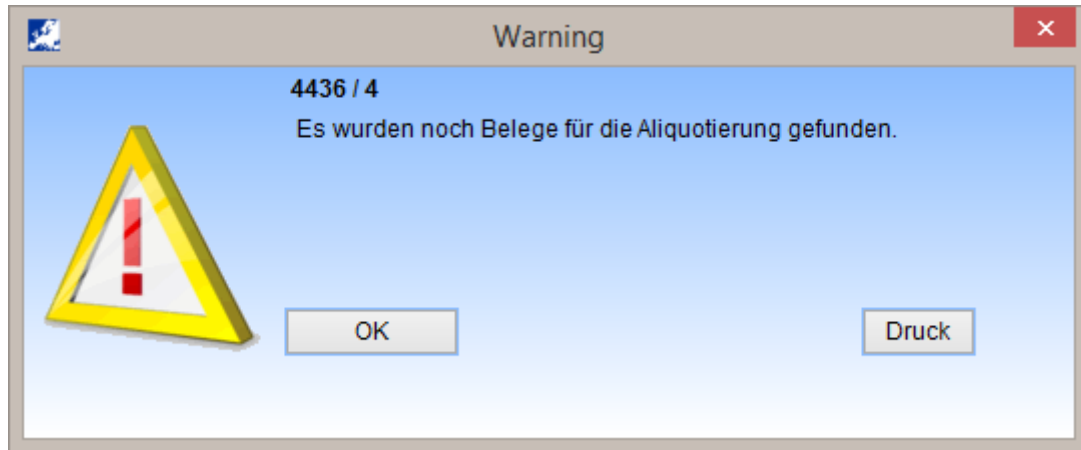 Warning
4436 / 4
Es wurden noch Belege für die Aliquotierung gefunden.
OK
Druck